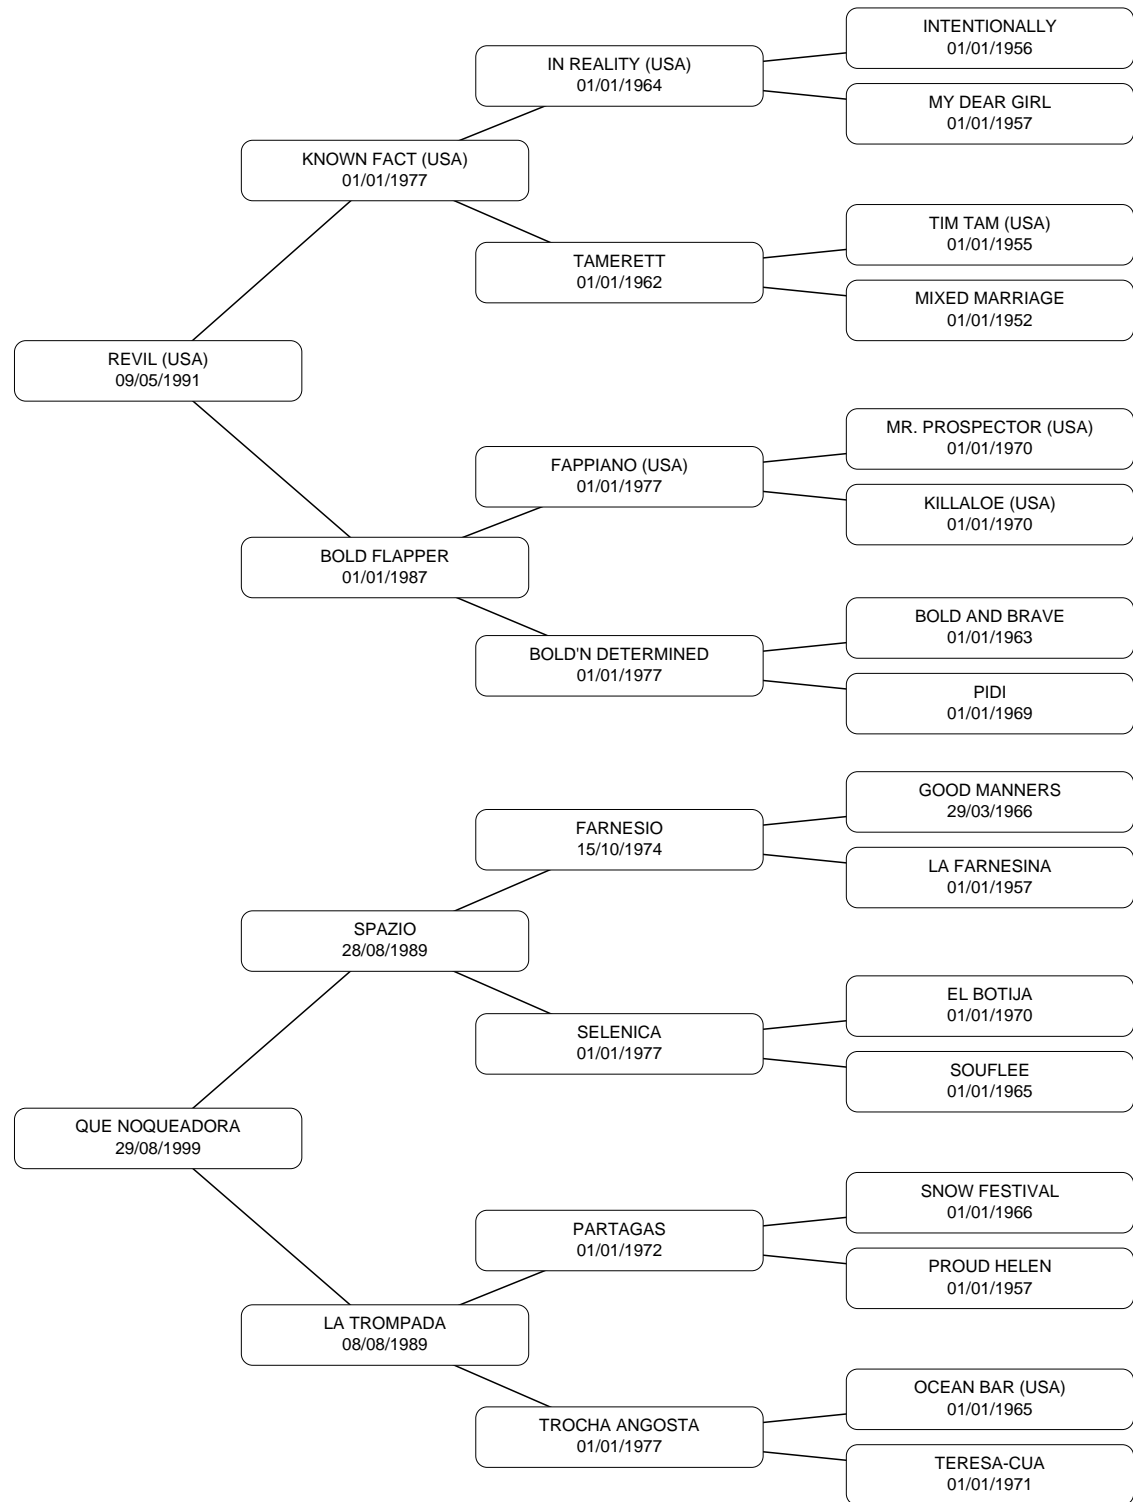 INTENTIONALLY
01/01/1956
IN REALITY (USA)
01/01/1964
MY DEAR GIRL
01/01/1957
KNOWN FACT (USA)
01/01/1977
TIM TAM (USA)
01/01/1955
TAMERETT
01/01/1962
MIXED MARRIAGE
01/01/1952
REVIL (USA)
09/05/1991
MR. PROSPECTOR (USA)
01/01/1970
FAPPIANO (USA)
01/01/1977
KILLALOE (USA)
01/01/1970
BOLD FLAPPER
01/01/1987
BOLD AND BRAVE
01/01/1963
BOLD'N DETERMINED
01/01/1977
PIDI
01/01/1969
GOOD MANNERS
29/03/1966
FARNESIO
15/10/1974
LA FARNESINA
01/01/1957
SPAZIO
28/08/1989
EL BOTIJA
01/01/1970
SELENICA
01/01/1977
SOUFLEE
01/01/1965
QUE NOQUEADORA
29/08/1999
SNOW FESTIVAL
01/01/1966
PARTAGAS
01/01/1972
PROUD HELEN
01/01/1957
LA TROMPADA
08/08/1989
OCEAN BAR (USA)
01/01/1965
TROCHA ANGOSTA
01/01/1977
TERESA-CUA
01/01/1971